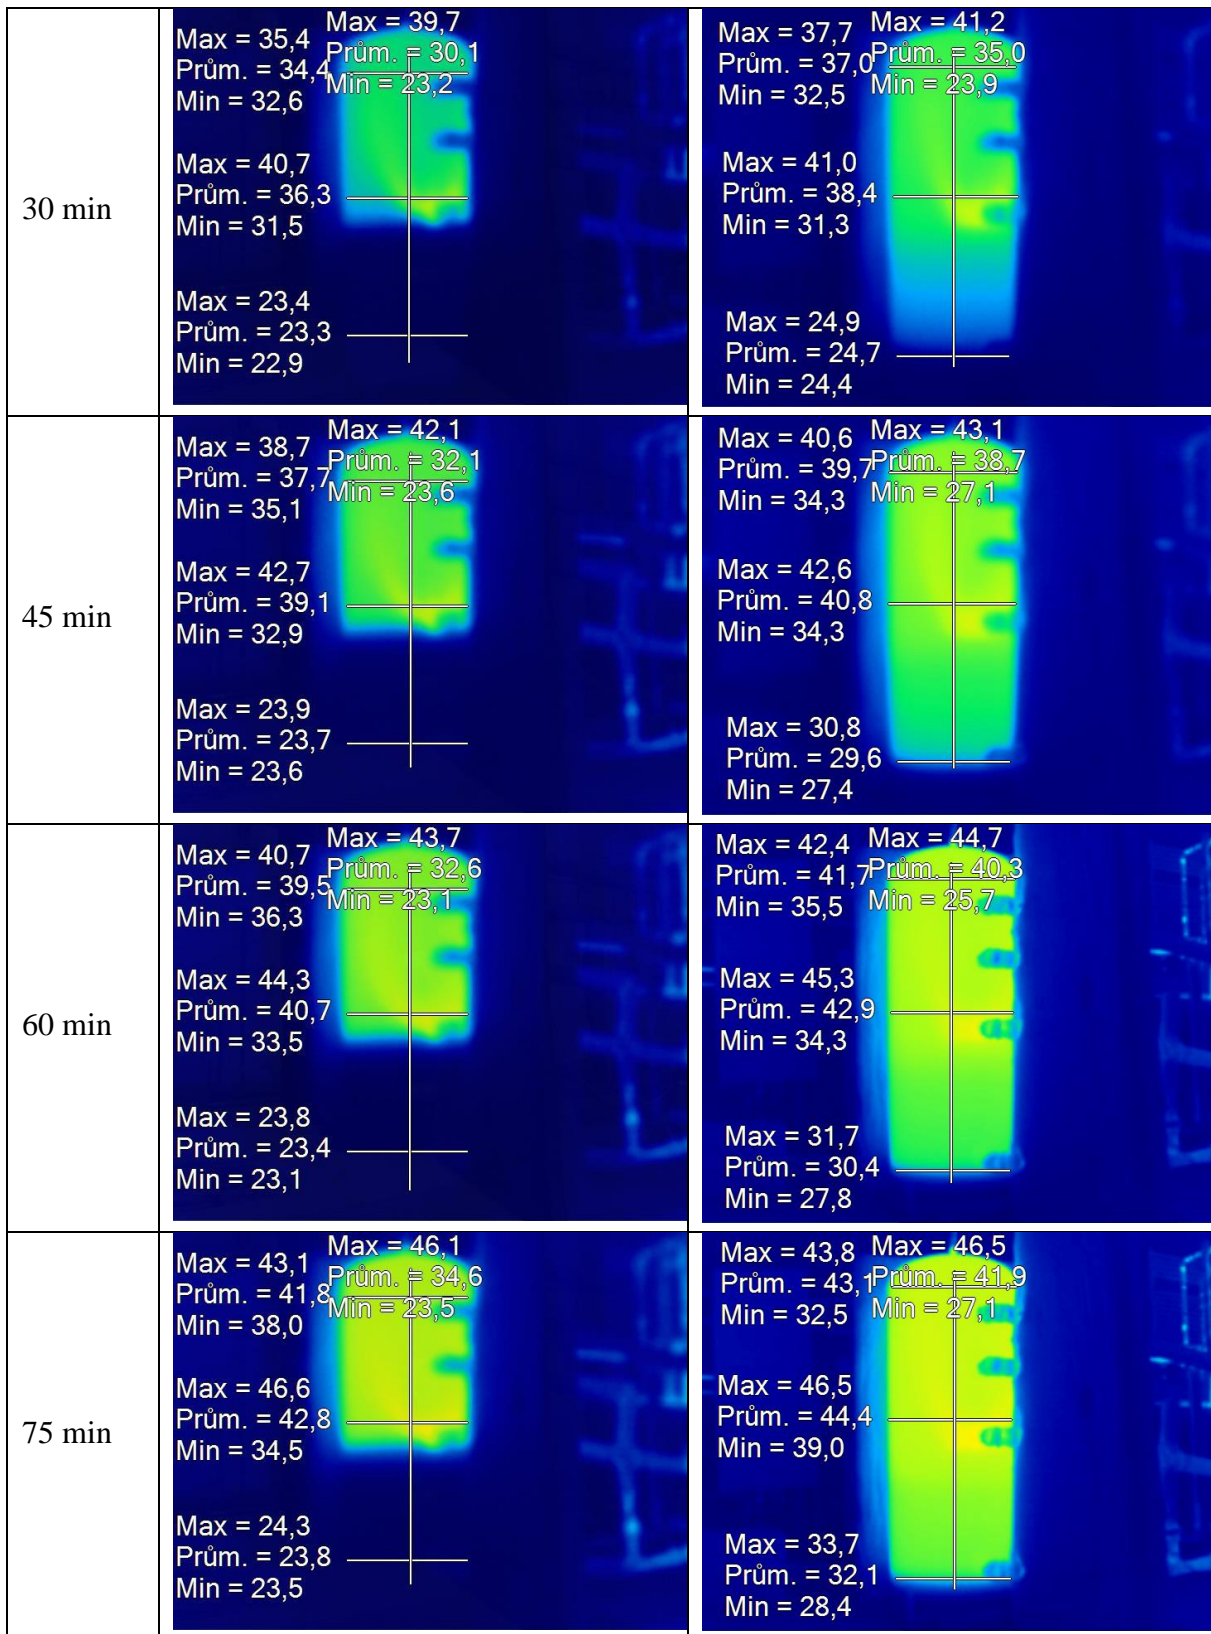 30 min
Max = 35,4
Prům. = 34,4
Min = 32,6
Max = 39,7
Prům. = 30,1
Min = 23,2
Max = 40,7
Prům. = 36,3
Min = 31,5
Max = 23,4
Prům. = 23,3
Min = 22,9
Max = 37,7
Prům. = 37,0
Min = 32,5
Max = 41,2
Prům. = 35,0
Min = 23,9
Max = 41,0
Prům. = 38,4
Min = 31,3
Max = 24,9
Prům. = 24,7
Min = 24,4
45 min
Max = 38,7
Prům. = 37,7
Min = 35,1
Max = 42,1
Prům. = 32,1
Min = 23,6
Max = 42,7
Prům. = 39,1
Min = 32,9
Max = 23,9
Prům. = 23,7
Min = 23,6
Max = 40,6
Prům. = 39,7
Min = 34,3
Max = 43,1
Prům. = 38,7
Min = 27,1
Max = 42,6
Prům. = 40,8
Min = 34,3
Max = 30,8
Prům. = 29,6
Min = 27,4
60 min
Max = 40,7
Prům. = 39,5
Min = 36,3
Max = 43,7
Prům. = 32,6
Min = 23,1
Max = 44,3
Prům. = 40,7
Min = 33,5
Max = 23,8
Prům. = 23,4
Min = 23,1
Max = 42,4
Prům. = 41,7
Min = 35,5
Max = 44,7
Prům. = 40,3
Min = 25,7
Max = 45,3
Prům. = 42,9
Min = 34,3
Max = 31,7
Prům. = 30,4
Min = 27,8
75 min
Max = 43,1
Prům. = 41,8
Min = 38,0
Max = 46,1
Prům. = 34,6
Min = 23,5
Max = 46,6
Prům. = 42,8
Min = 34,5
Max = 24,3
Prům. = 23,8
Min = 23,5
Max = 43,8
Prům. = 43,1
Min = 32,5
Max = 46,5
Prům. = 41,9
Min = 27,1
Max = 46,5
Prům. = 44,4
Min = 39,0
Max = 33,7
Prům. = 32,1
Min = 28,4